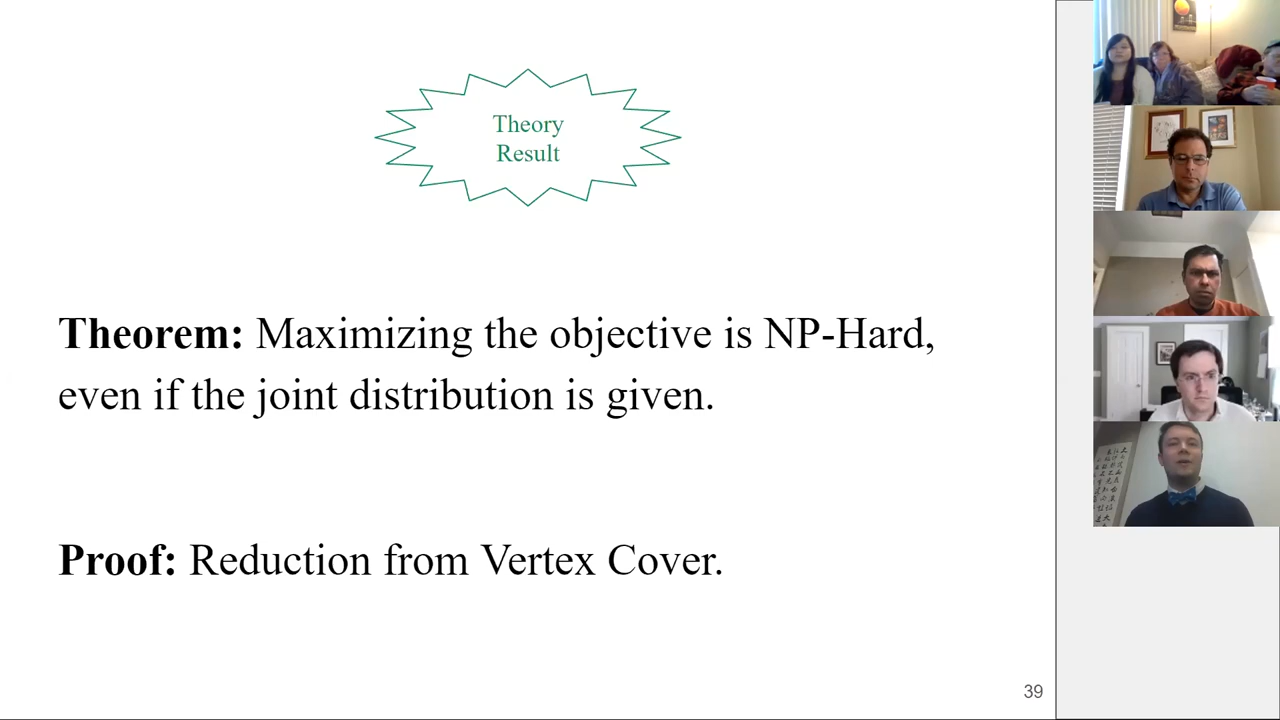 Theory
Result
Theorem: Maximizing the objective is NP-Hard,
even if the joint distribution is given.
Proof: Reduction from Vertex Cover.
39